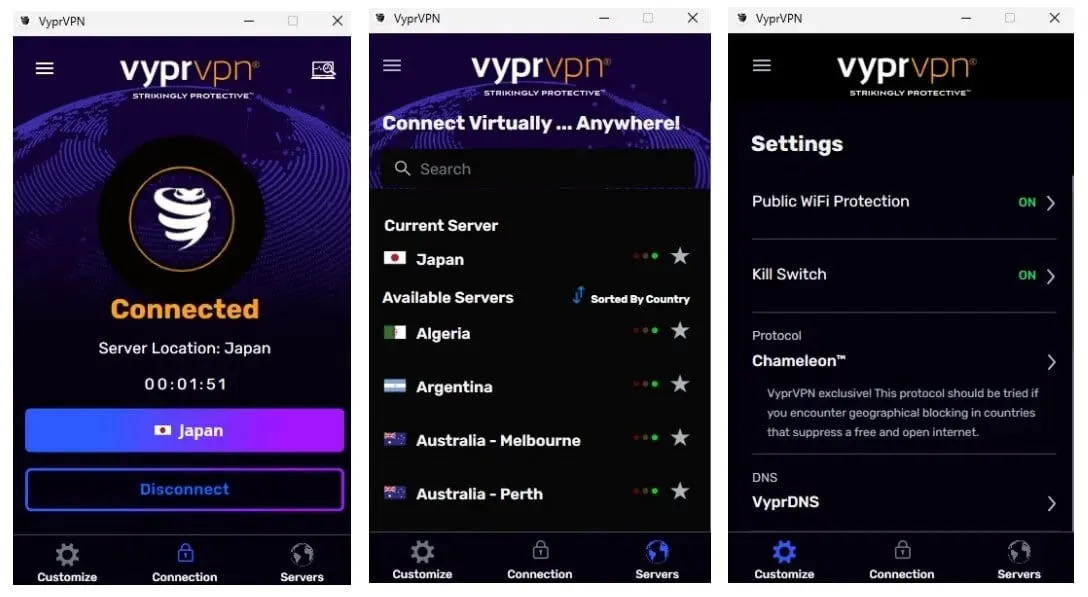 VyprVPN
vyprvpn®
STRIKINGLY PROTECTIVE™
Connected
Server Location: Japan
00:01:51
Japan
Disconnect
Customize
Connection
Servers
VyprVPN
vyprvpn®
STRIKINGLY PROTECTIVE™
Connect Virtually ... Anywhere!
Search
Current Server
Japan
Available Servers
Sorted By Country
Algeria
Argentina
Australia - Melbourne
Australia - Perth
Customize
Connection
Servers
VyprVPN
vyprvpn®
STRIKINGLY PROTECTIVE™
Settings
Public WiFi Protection ON
Kill Switch ON
Protocol
Chameleon™
VyprVPN exclusive! This protocol should be tried if
you encounter geographical blocking in countries
that suppress a free and open internet.
DNS
VyprDNS
Customize
Connection
Servers